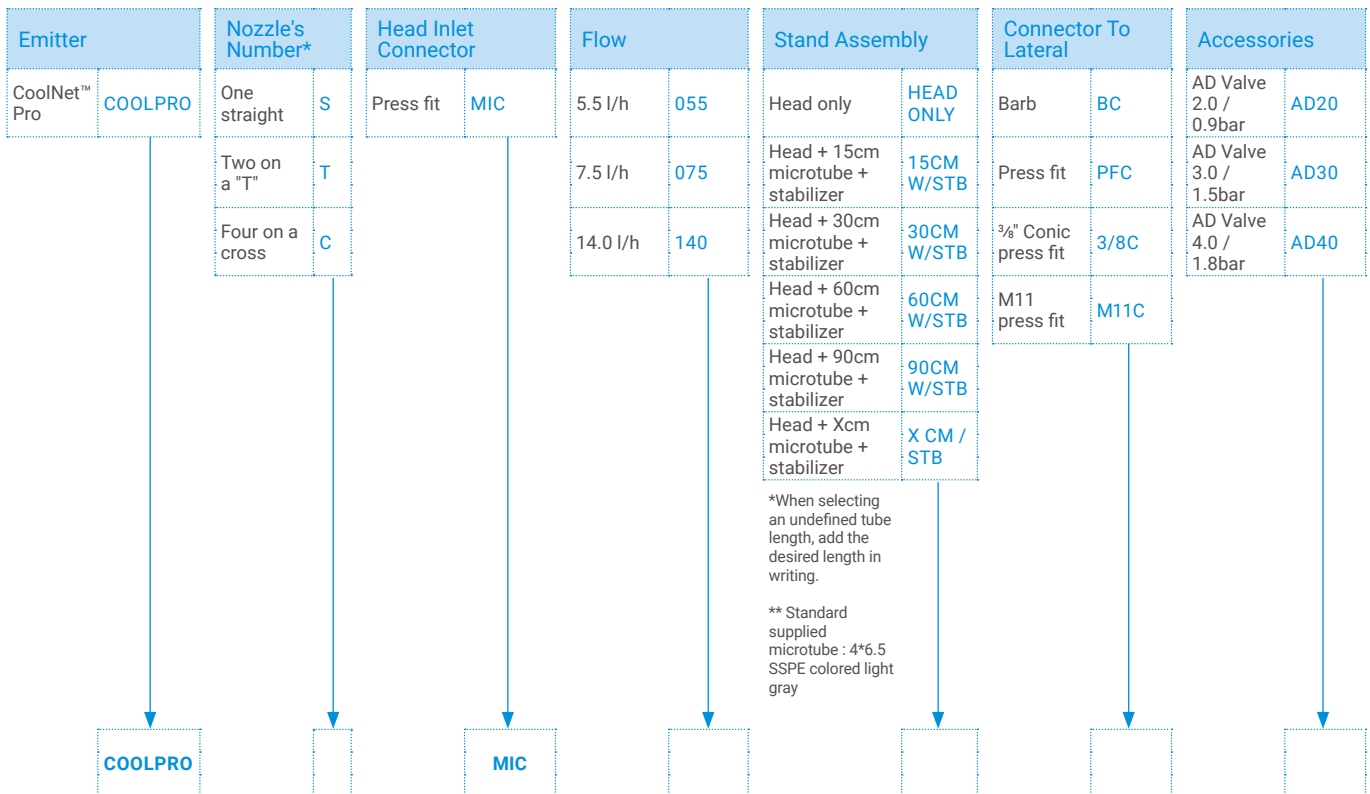 Emitter
Nozzle's
Number*
Head Inlet
Connector
Flow
Stand Assembly
Connector To
Lateral
Accessories
CoolNet™
Pro
COOLPRO
One
straight
S
Press fit
MIC
5.5 l/h
055
Head only
HEAD
ONLY
Barb
BC
AD Valve
2.0 /
0.9bar
AD20
Two on
a "T"
T
7.5 l/h
075
Head + 15cm
microtube +
stabilizer
15CM
W/STB
Press fit
PFC
AD Valve
3.0 /
1.5bar
AD30
Four on a
cross
C
14.0 l/h
140
Head + 30cm
microtube +
stabilizer
30CM
W/STB
⅜" Conic
press fit
3/8C
AD Valve
4.0 /
1.8bar
AD40
Head + 60cm
microtube +
stabilizer
60CM
W/STB
M11
press fit
M11C
Head + 90cm
microtube +
stabilizer
90CM
W/STB
Head + Xcm
microtube +
stabilizer
X CM /
STB
*When selecting
an undefined tube
length, add the
desired length in
writing.
** Standard
supplied
microtube : 4*6.5
SSPE colored light
gray
COOLPRO
MIC